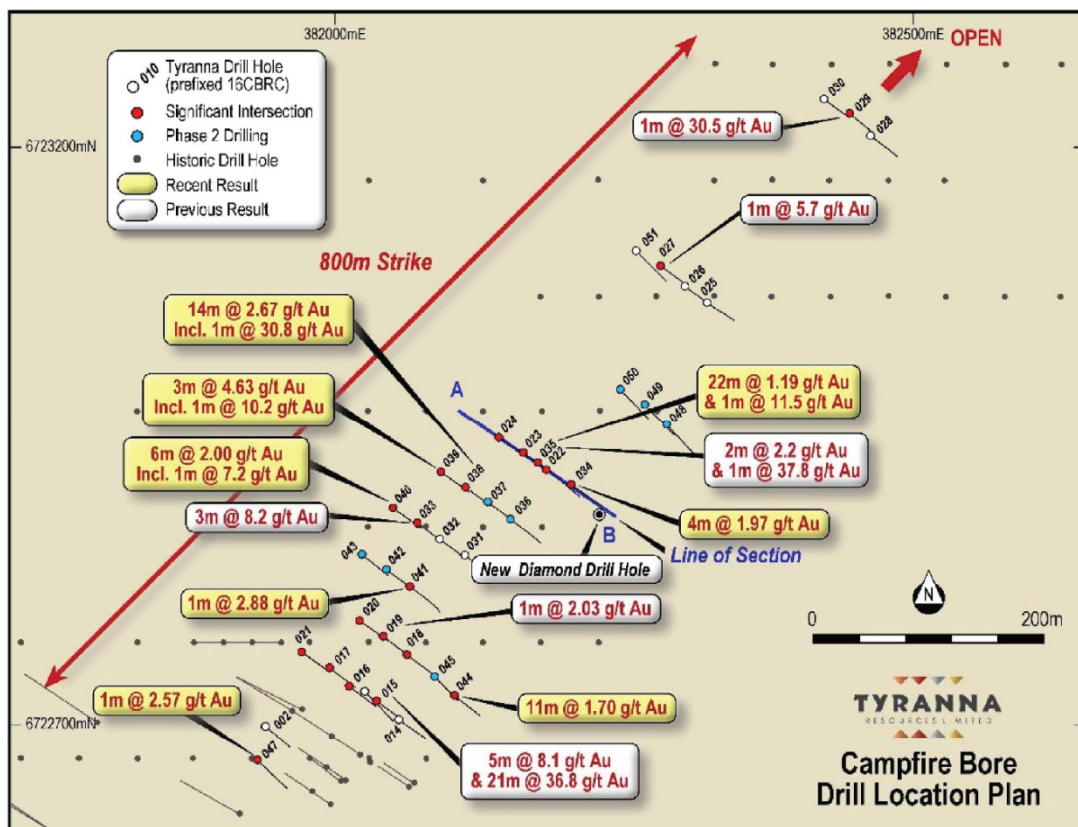 382000mE
382500mE
OPEN
010
Tyranna Drill Hole
(prefixed 16CBRC)
Significant Intersection
Phase 2 Drilling
Historic Drill Hole
Recent Result
Previous Result
6723200mN
030
029
028
1m @ 30.5 g/t Au
1m @ 5.7 g/t Au
051
027
026
025
800m Strike
14m @ 2.67 g/t Au
Incl. 1m @ 30.8 g/t Au
3m @ 4.63 g/t Au
Incl. 1m @ 10.2 g/t Au
6m @ 2.00 g/t Au
Incl. 1m @ 7.2 g/t Au
3m @ 8.2 g/t Au
A
024
023
035
022
034
B
050
049
048
22m @ 1.19 g/t Au
& 1m @ 11.5 g/t Au
2m @ 2.2 g/t Au
& 1m @ 37.8 g/t Au
4m @ 1.97 g/t Au
Line of Section
New Diamond Drill Hole
039
038
037
036
040
033
032
031
043
042
041
1m @ 2.88 g/t Au
1m @ 2.03 g/t Au
020
019
018
045
044
021
017
016
015
014
11m @ 1.70 g/t Au
1m @ 2.57 g/t Au
002
047
6722700mN
5m @ 8.1 g/t Au
& 21m @ 36.8 g/t Au
N
0
200m
TYRANNA
RESOURCES LIMITED
Campfire Bore
Drill Location Plan